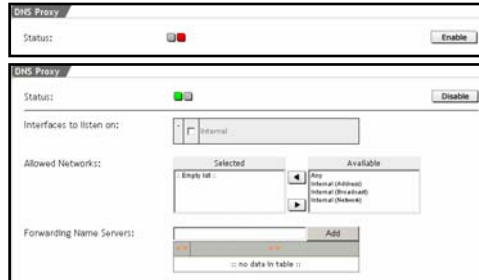 DNS Proxy
Status: Enable
DNS Proxy
Status: Disable
Interfaces to listen on: Internal
Allowed Networks: Selected Available
:: Empty list :: Any
Internal (Address)
Internal (Broadcast)
Internal (Network)
Forwarding Name Servers: Add
:: no data in table ::